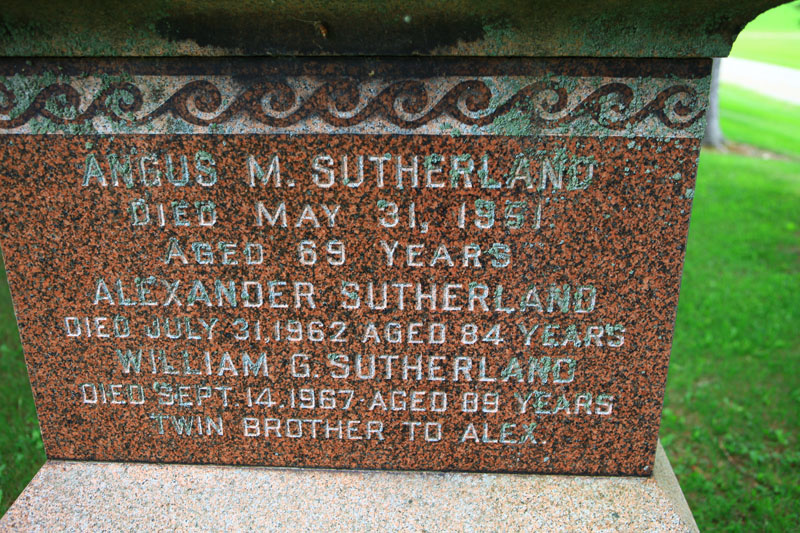 ANGUS M. SUTHERLAND
DIED MAY 31, 1951.
AGED 69 YEARS
ALEXANDER SUTHERLAND
DIED JULY 31, 1962 AGED 84 YEARS
WILLIAM G. SUTHERLAND
DIED SEPT. 14, 1967-AGED 89 YEARS
TWIN BROTHER TO ALEX.